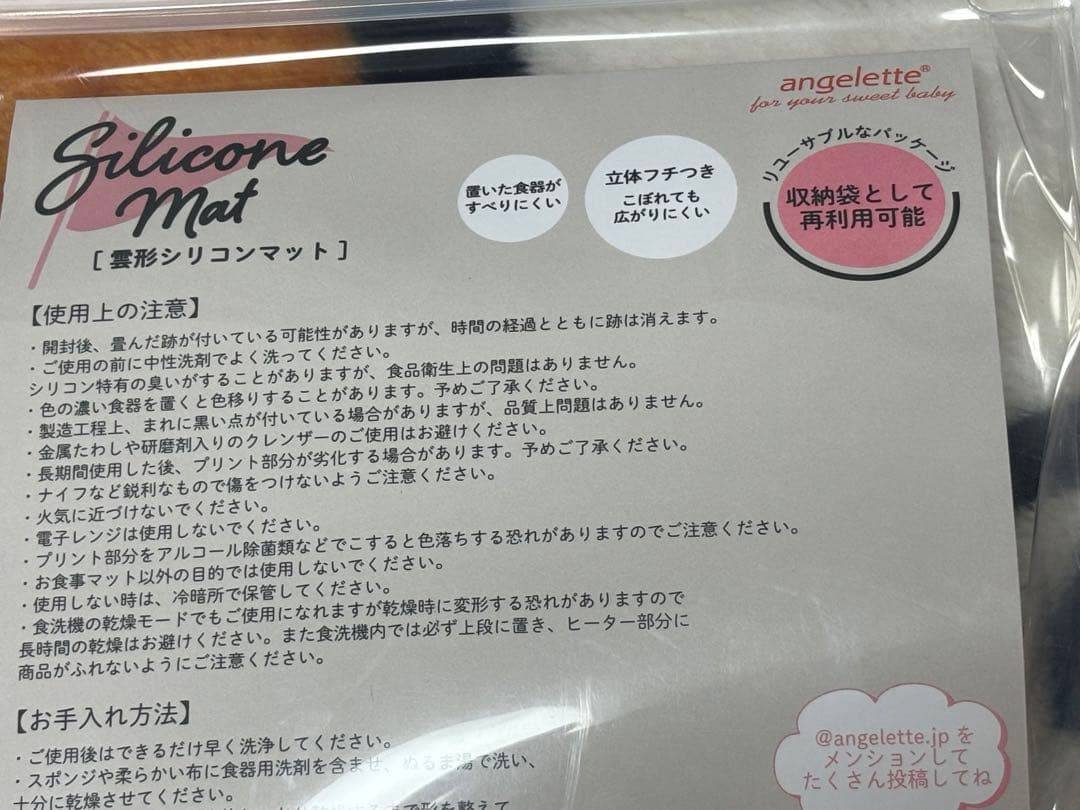 angelette®
for your sweet baby
Silicone
Mat
[ 雲形シリコンマット ]
置いた食器が
すべりにくい
立体フチつき
こぼれても
広がりにくい
リユーサブルなパッケージ
収納袋として
再利用可能
【使用上の注意】
・開封後、畳んだ跡が付いている可能性がありますが、時間の経過とともに跡は消えます。
・ご使用の前に中性洗剤でよく洗ってください。
シリコン特有の臭いがすることがありますが、食品衛生上の問題はありません。
・色の濃い食器を置くと色移りすることがあります。予めご了承ください。
・製造工程上、まれに黒い点が付いている場合がありますが、品質上問題はありません。
・金属たわしや研磨剤入りのクレンザーのご使用はお避けください。
・長期間使用した後、プリント部分が劣化する場合があります。予めご了承ください。
・ナイフなど鋭利なもので傷をつけないようご注意ください。
・火気に近づけないでください。
・電子レンジは使用しないでください。
・プリント部分をアルコール除菌類などでこすると色落ちする恐れがありますのでご注意ください。
・お食事マット以外の目的では使用しないでください。
・使用しない時は、冷暗所で保管してください。
・食洗機の乾燥モードでもご使用になれますが乾燥時に変形する恐れがありますので
長時間の乾燥はお避けください。また食洗機内では必ず上段に置き、ヒーター部分に
商品がふれないようにご注意ください。
【お手入れ方法】
・ご使用後はできるだけ早く洗浄してください。
・スポンジや柔らかい布に食器用洗剤を含ませ、ぬるま湯で洗い、
十分に乾燥させてください。
で形を整えて
@angelette.jp を
メンションして
たくさん投稿してね